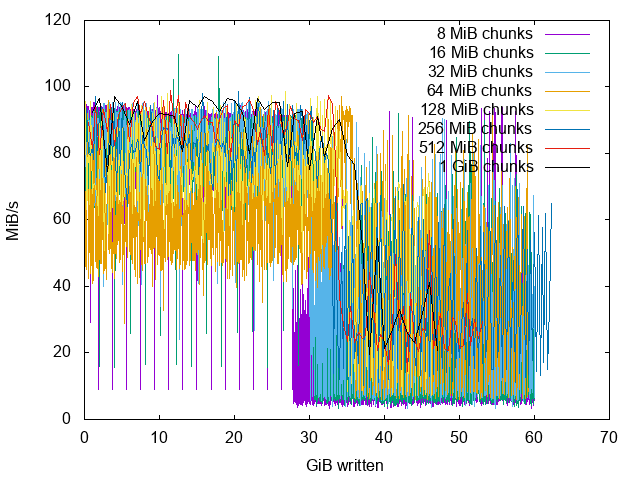 120
100
80
60
40
20
0
MiB/s
8 MiB chunks
16 MiB chunks
32 MiB chunks
64 MiB chunks
128 MiB chunks
256 MiB chunks
512 MiB chunks
1 GiB chunks
0 10 20 30 40 50 60 70
GiB written